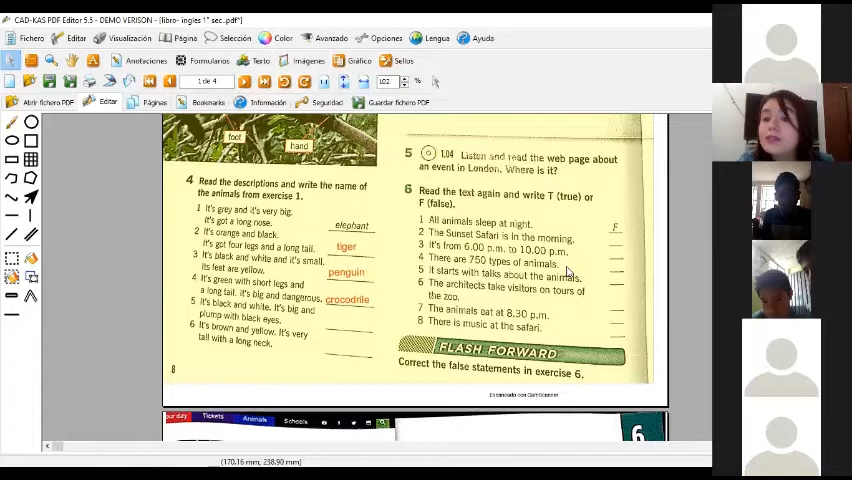 CAD-KAS PDF Editor 5.5 - DEMO VERISON - [libro- ingles 1° sec..pdf*]
Fichero Editar Visualización Página Selección Color Avanzado Opciones Lengua Ayuda
Anotaciones Formularios Texto Imágenes Gráfico Sellos
1 de 4 102 %
Abrir fichero PDF Editar Páginas Bookmarks Información Seguridad Guardar PDF
foot
hand
4 Read the descriptions and write the name of
the animals from exercise 1.
1 It's grey and it's very big.
It's got a long nose. elephant
2 It's orange and black.
It's got four legs and a long tail. tiger
3 It's black and white and it's small.
Its feet are yellow. penguin
4 It's green with short legs and
a long tail. It's big and dangerous. crocodrile
5 It's black and white. It's big and
plump with black eyes.
6 It's brown and yellow. It's very
tall with a long neck.
8
5 1.04 Listen and read the web page about
an event in London. Where is it?
6 Read the text again and write T (true) or
F (false).
1 All animals sleep at night. F
2 The Sunset Safari is in the morning.
3 It's from 6.00 p.m. to 10.00 p.m.
4 There are 750 types of animals.
5 It starts with talks about the animals.
6 The architects take visitors on tours of
the zoo.
7 The animals eat at 8.30 p.m.
8 There is music at the safari.
FLASH FORWARD
Correct the false statements in exercise 6.
Escaneado con CamScanner
our day Tickets Animals Schools
6
(170.16 mm, 238.90 mm)